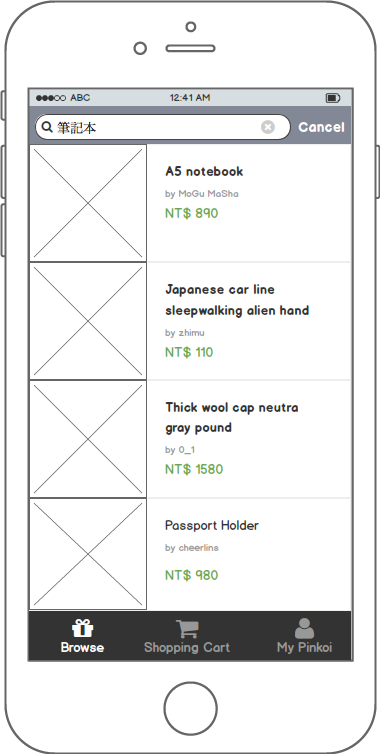 ABC 12:41 AM
筆記本 Cancel
A5 notebook
by MoGu MaSha
NT$ 890
Japanese car line
sleepwalking alien hand
by zhimu
NT$ 110
Thick wool cap neutra
gray pound
by 0_1
NT$ 1580
Passport Holder
by cheerlins
NT$ 980
Browse Shopping Cart My Pinkoi